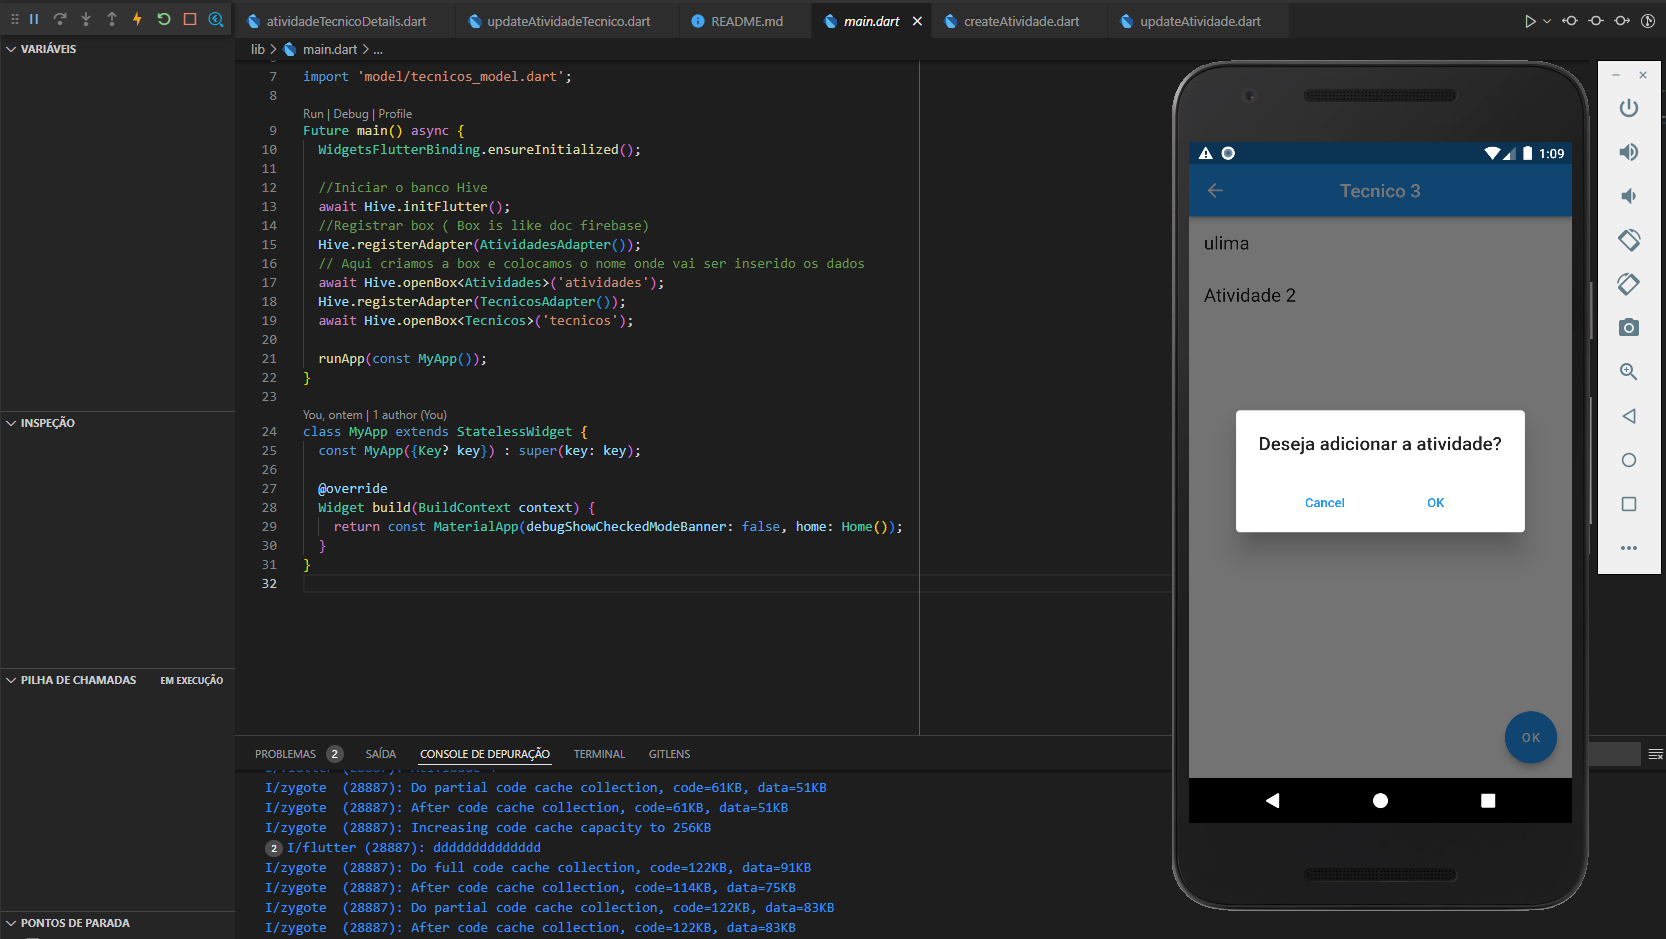 atividadeTecnicoDetails.dart
updateAtividadeTecnico.dart
README.md
main.dart
createAtividade.dart
updateAtividade.dart
VARIÁVEIS
INSPEÇÃO
PILHA DE CHAMADAS EM EXECUÇÃO
PONTOS DE PARADA
lib > main.dart > ...
7 import 'model/tecnicos_model.dart';
8
Run | Debug | Profile
9 Future main() async {
10 WidgetsFlutterBinding.ensureInitialized();
11
12 //Iniciar o banco Hive
13 await Hive.initFlutter();
14 //Registrar box ( Box is like doc firebase)
15 Hive.registerAdapter(AtividadesAdapter());
16 // Aqui criamos a box e colocamos o nome onde vai ser inserido os dados
17 await Hive.openBox<Atividades>('atividades');
18 Hive.registerAdapter(TecnicosAdapter());
19 await Hive.openBox<Tecnicos>('tecnicos');
20
21 runApp(const MyApp());
22 }
23
You, ontem | 1 author (You)
24 class MyApp extends StatelessWidget {
25 const MyApp({Key? key}) : super(key: key);
26
27 @override
28 Widget build(BuildContext context) {
29 return const MaterialApp(debugShowCheckedModeBanner: false, home: Home());
30 }
31 }
32
PROBLEMAS 2 SAÍDA CONSOLE DE DEPURAÇÃO TERMINAL GITLENS
I/zygote (28887): Do partial code cache collection, code=61KB, data=51KB
I/zygote (28887): After code cache collection, code=61KB, data=51KB
I/zygote (28887): Increasing code cache capacity to 256KB
2 I/flutter (28887): dddddddddddddd
I/zygote (28887): Do full code cache collection, code=122KB, data=91KB
I/zygote (28887): After code cache collection, code=114KB, data=75KB
I/zygote (28887): Do partial code cache collection, code=122KB, data=83KB
I/zygote (28887): After code cache collection, code=122KB, data=83KB
1:09
Tecnico 3
ulima
Atividade 2
Deseja adicionar a atividade?
Cancel OK
OK